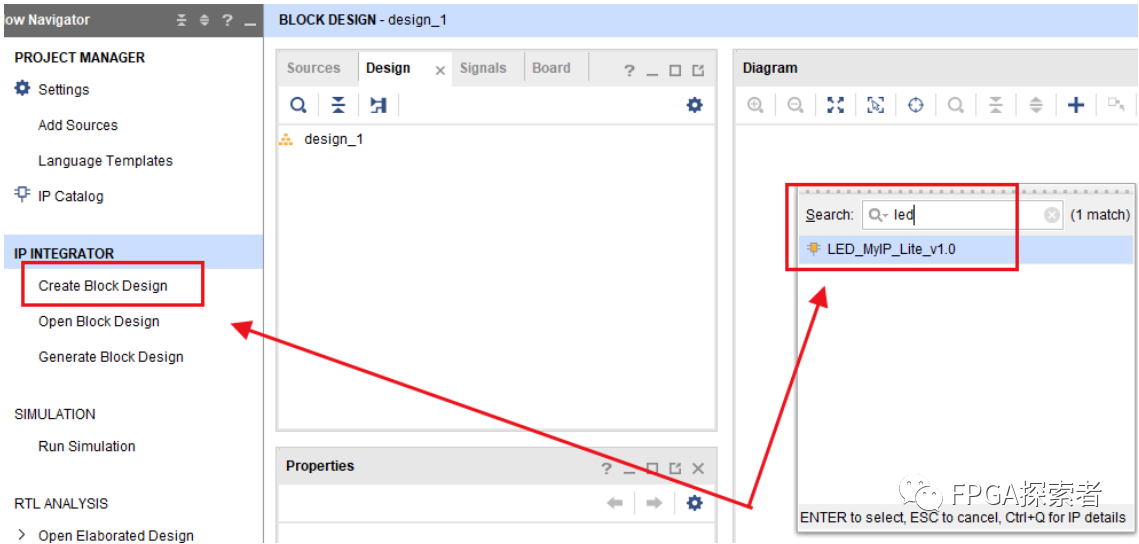 ow Navigator
PROJECT MANAGER
Settings
Add Sources
Language Templates
IP Catalog
IP INTEGRATOR
Create Block Design
Open Block Design
Generate Block Design
SIMULATION
Run Simulation
RTL ANALYSIS
Open Elaborated Design
BLOCK DESIGN - design_1
Sources
Design
Signals
Board
design_1
Properties
Diagram
Search: led (1 match)
LED_MyIP_Lite_v1.0
FPGA探索者
ENTER to select, ESC to cancel, Ctrl+Q for IP details